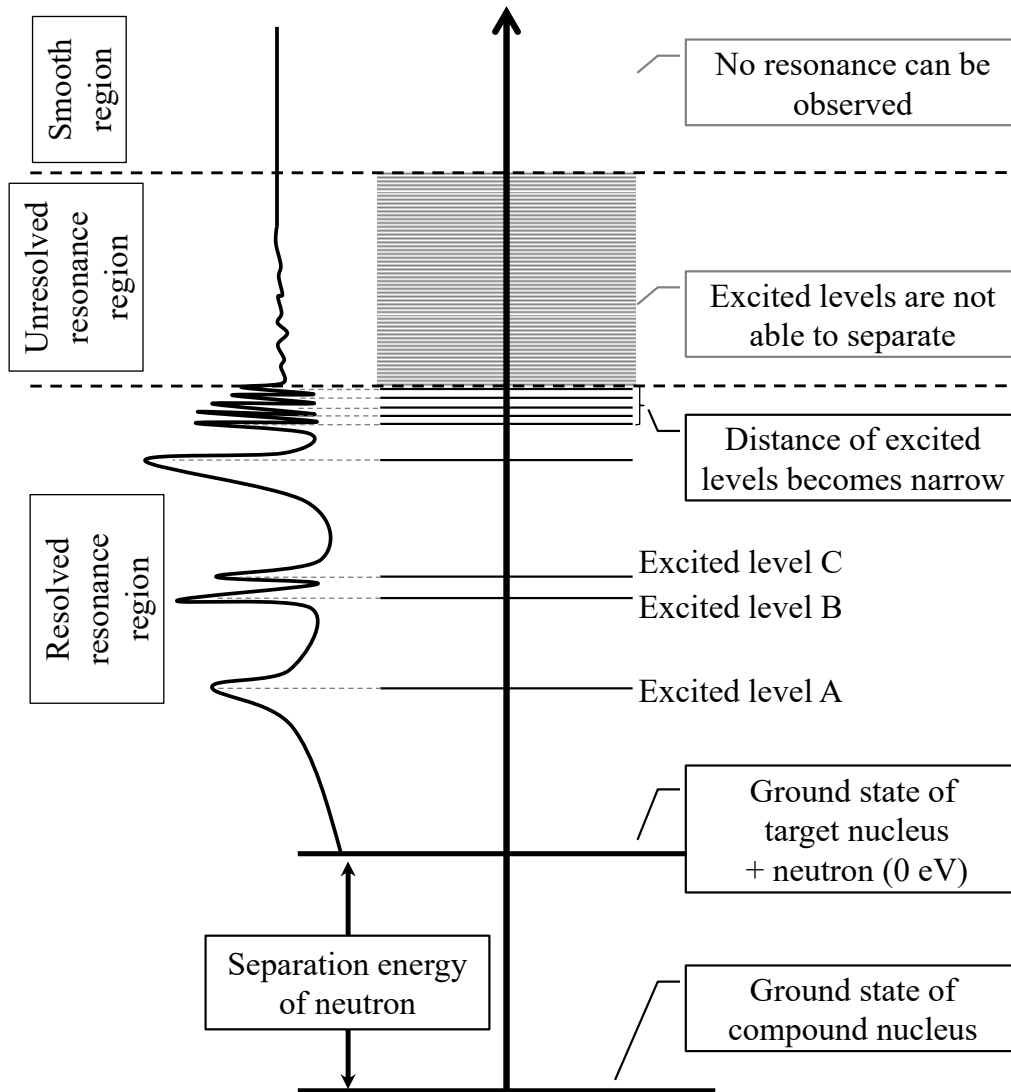 Smooth
region
No resonance can be
observed
Unresolved
resonance
region
Excited levels are not
able to separate
Distance of excited
levels becomes narrow
Resolved
resonance
region
Excited level C
Excited level B
Excited level A
Ground state of
target nucleus
+ neutron (0 eV)
Separation energy
of neutron
Ground state of
compound nucleus